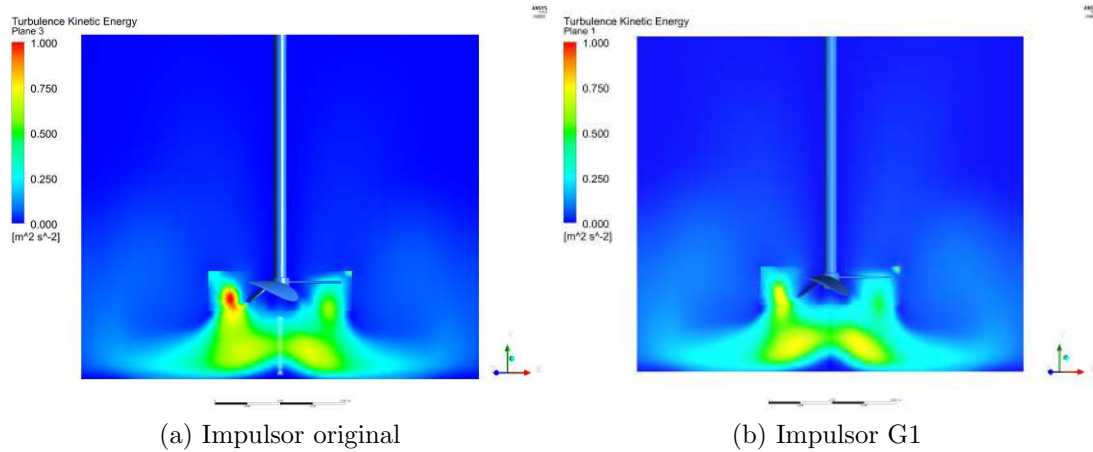 ANSYS
Turbulence Kinetic Energy
Plane 3
1.000
0.750
0.500
0.250
0.000
[m^2 s^-2]
(a) Impulsor original
ANSYS
Turbulence Kinetic Energy
Plane 1
1.000
0.750
0.500
0.250
0.000
[m^2 s^-2]
(b) Impulsor G1